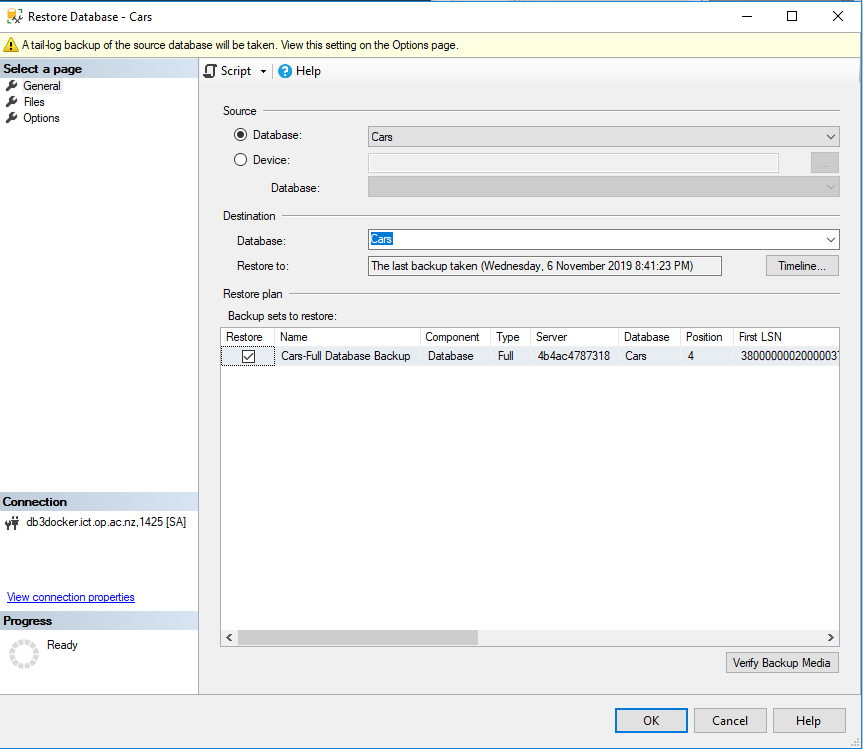 Restore Database - Cars
A tail-log backup of the source database will be taken. View this setting on the Options page.
Select a page
General
Files
Options
Script
Help
Source
Database:
Cars
Device:
...
Database:
Destination
Database:
Cars
Restore to:
The last backup taken (Wednesday, 6 November 2019 8:41:23 PM)
Timeline...
Restore plan
Backup sets to restore:
Restore Name Component Type Server Database Position First LSN
Cars-Full Database Backup Database Full 4b4ac4787318 Cars 4
Connection
db3docker.ict.op.ac.nz,1425 [SA]
View connection properties
Progress
Ready
Verify Backup Media
OK
Cancel
Help